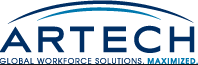 ARTECH
GLOBAL WORKFORCE SOLUTIONS. MAXIMIZED.